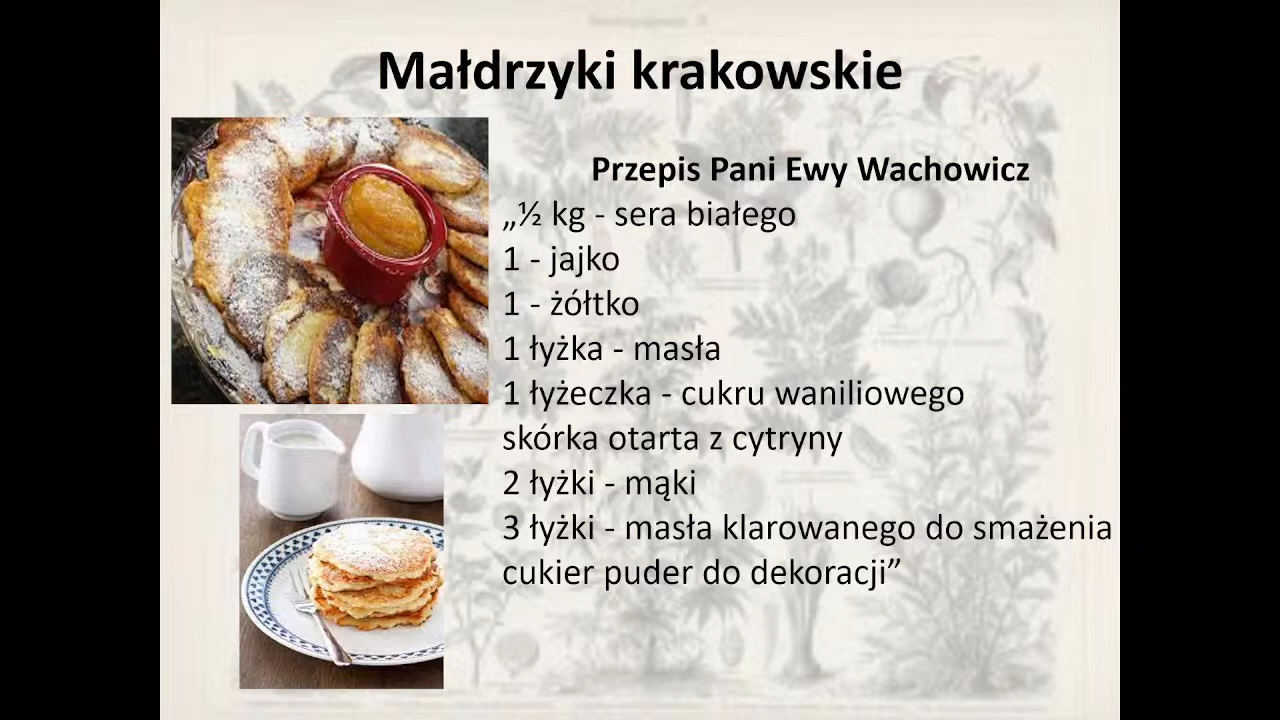 Małdrzyki krakowskie
Przepis Pani Ewy Wachowicz
„½ kg - sera białego
1 - jajko
1 - żółtko
1 łyżka - masła
1 łyżeczka - cukru waniliowego
skórka otarta z cytryny
2 łyżki - mąki
3 łyżki - masła klarowanego do smażenia
cukier puder do dekoracji”